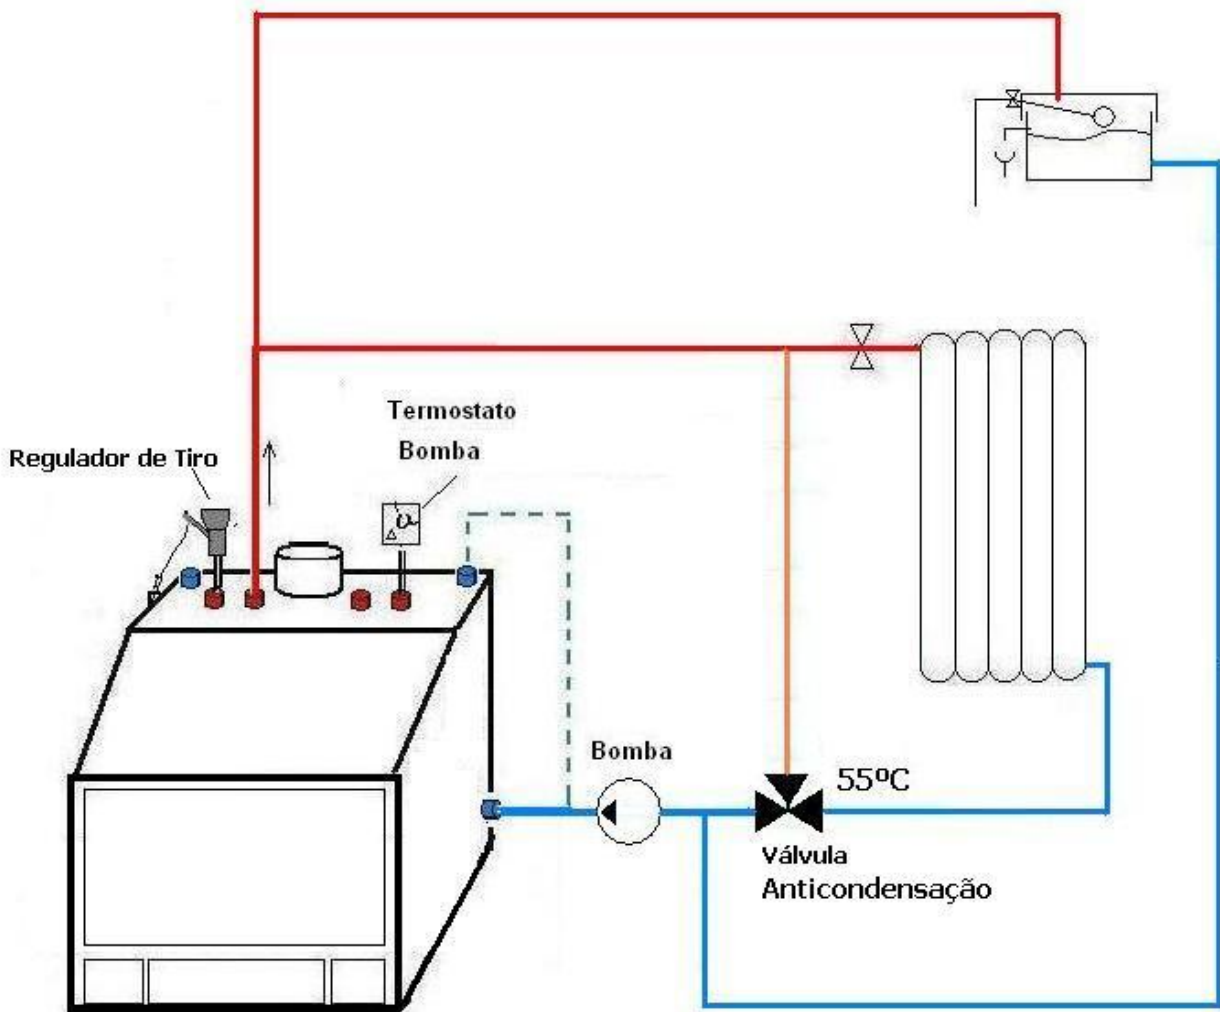 Termostato
Bomba
Regulador de Tiro
Bomba
55ºC
Válvula
Anticondensação